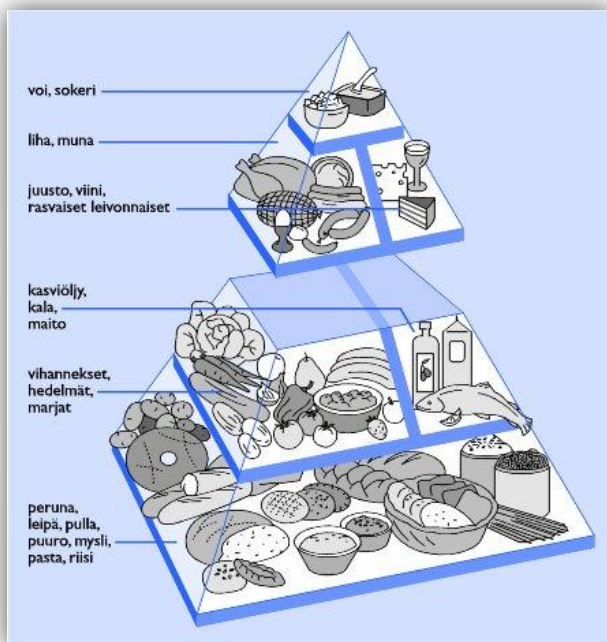 voi, sokeri
liha, muna
juusto, viini,
rasvaiset leivonnaiset
kasviöljy,
kala,
maito
vihannekset,
hedelmät,
marjat
peruna,
leipä, pulla,
puuro, mysli,
pasta, riisi